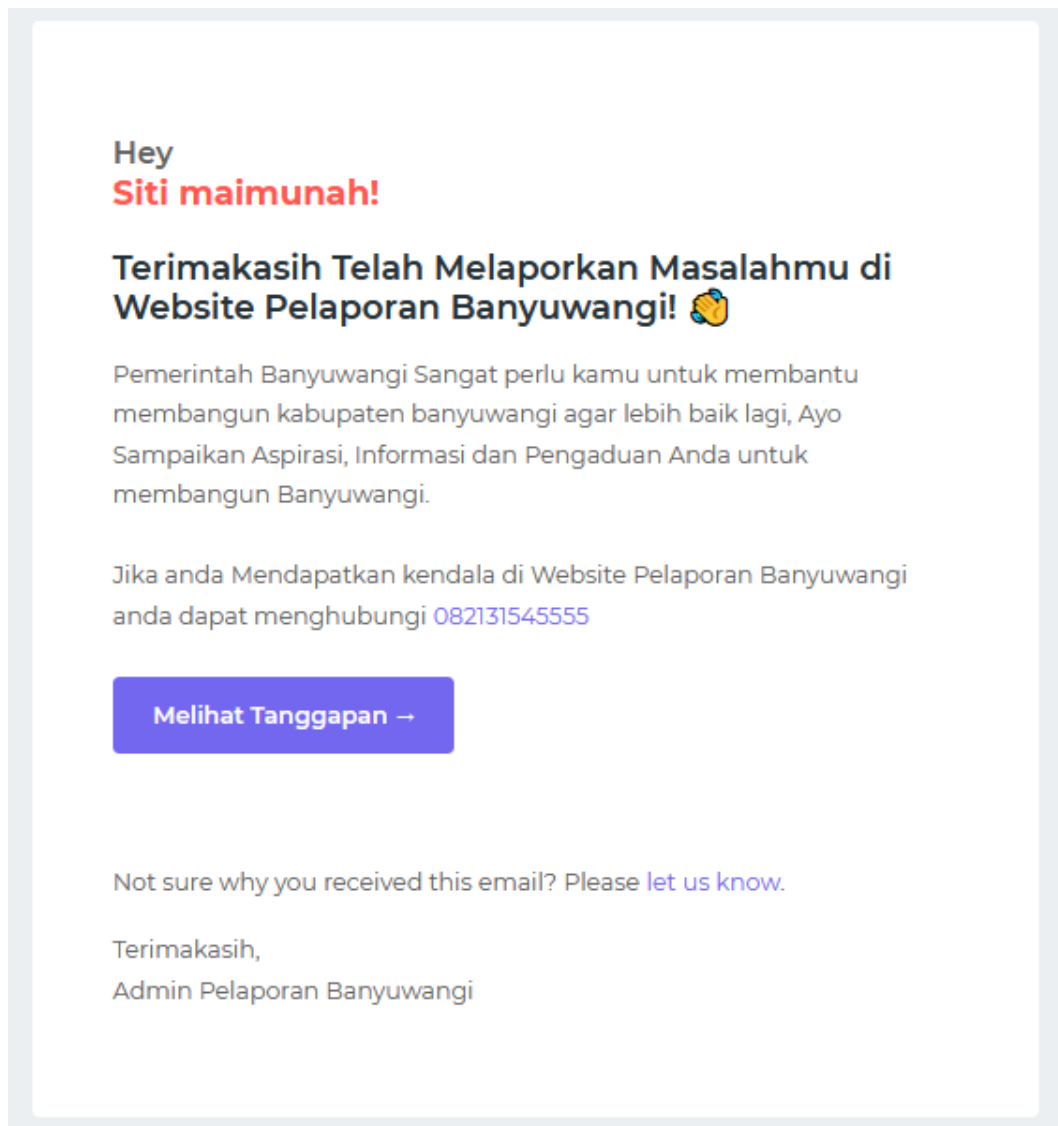 Hey
Siti maimunah!
Terimakasih Telah Melaporkan Masalahmu di
Website Pelaporan Banyuwangi! 👏
Pemerintah Banyuwangi Sangat perlu kamu untuk membantu
membangun kabupaten banyuwangi agar lebih baik lagi, Ayo
Sampaikan Aspirasi, Informasi dan Pengaduan Anda untuk
membangun Banyuwangi.
Jika anda Mendapatkan kendala di Website Pelaporan Banyuwangi
anda dapat menghubungi 082131545555
Melihat Tanggapan →
Not sure why you received this email? Please let us know.
Terimakasih,
Admin Pelaporan Banyuwangi